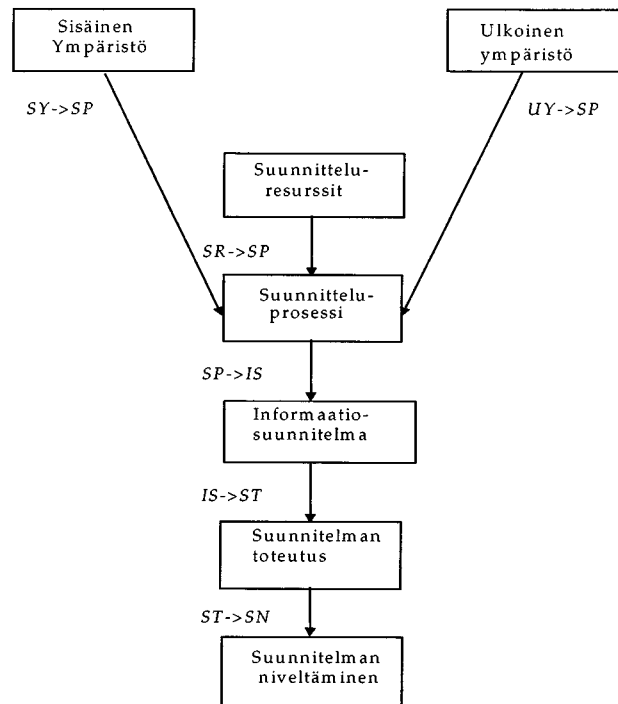 Sisäinen
Ympäristö
Ulkoinen
ympäristö
SY->SP
UY->SP
Suunnittelu-
resurssit
SR->SP
Suunnittelu-
prosessi
SP->IS
Informaatio-
suunnitelma
IS->ST
Suunnitelman
toteutus
ST->SN
Suunnitelman
niveltäminen